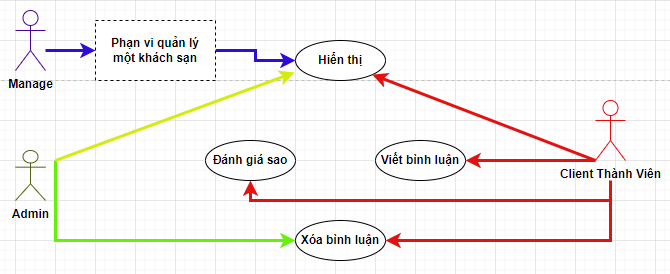 Phạn vi quản lý
một khách sạn
Hiển thị
Manage
Đánh giá sao
Viết bình luận
Client Thành Viên
Admin
Xóa bình luận